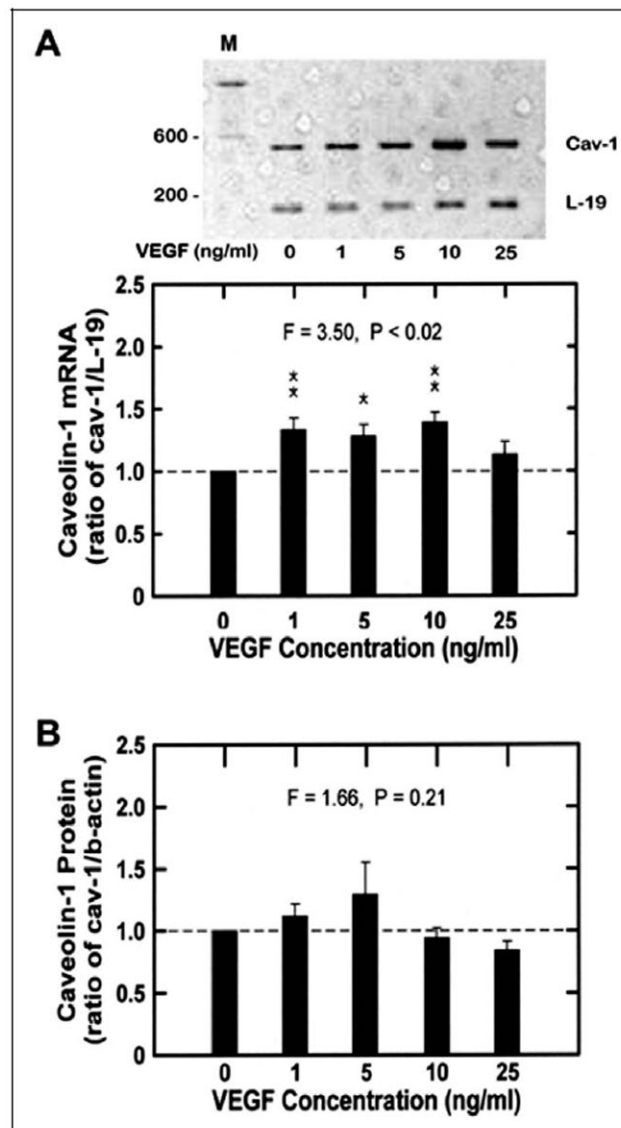 A
M
600 -
Cav-1
200 -
L-19
VEGF (ng/ml) 0 1 5 10 25
2.5
2.0
1.5
1.0
0.5
0
F = 3.50, P < 0.02
** * **
Caveolin-1 mRNA
(ratio of cav-1/L-19)
0 1 5 10 25
VEGF Concentration (ng/ml)
B
2.5
2.0
1.5
1.0
0.5
0
F = 1.66, P = 0.21
Caveolin-1 Protein
(ratio of cav-1/b-actin)
0 1 5 10 25
VEGF Concentration (ng/ml)